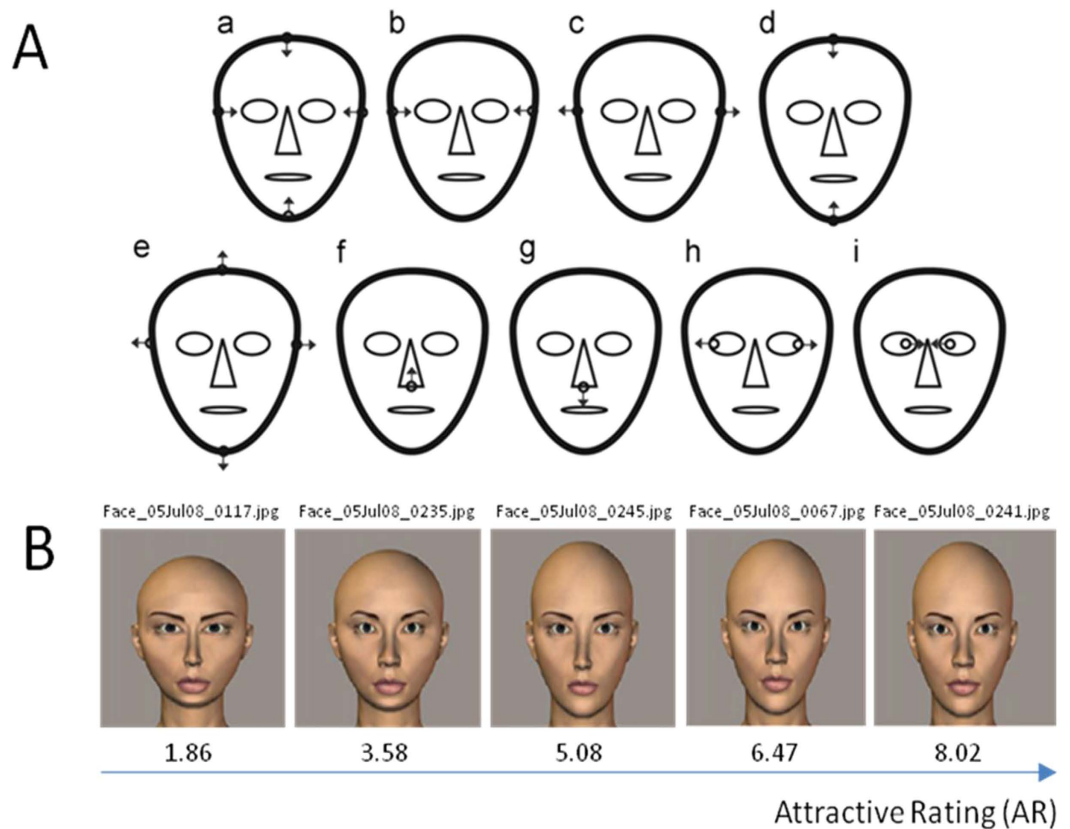 A
a b c d
e f g h i
Face_05Jul08_0117.jpg Face_05Jul08_0235.jpg Face_05Jul08_0245.jpg Face_05Jul08_0067.jpg Face_05Jul08_0241.jpg
B
1.86 3.58 5.08 6.47 8.02
Attractive Rating (AR)